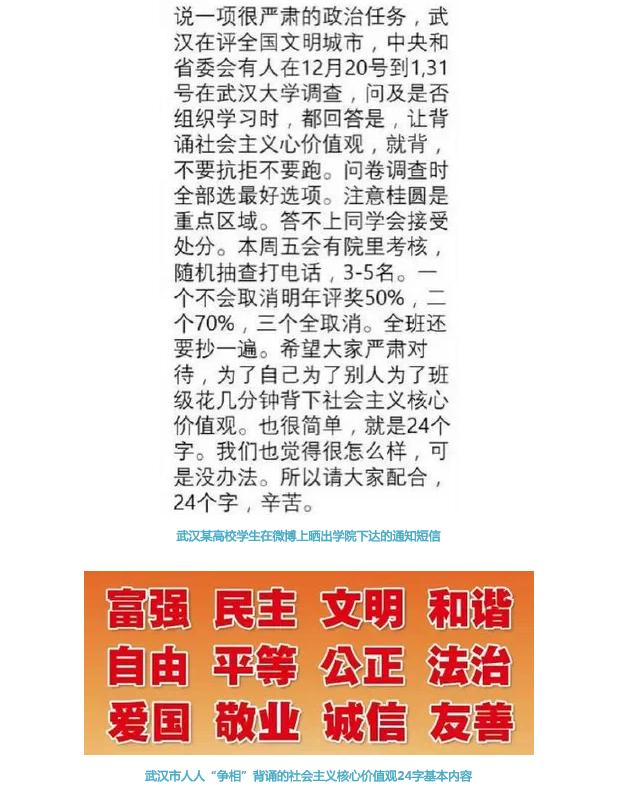 说一项很严肃的政治任务，武
汉在评全国文明城市，中央和
省委会有人在12月20号到1,31
号在武汉大学调查，问及是否
组织学习时，都回答是，让背
诵社会主义心价值观，就背，
不要抗拒不要跑。问卷调查时
全部选最好选项。注意桂圆是
重点区域。答不上同学会接受
处分。本周五会有院里考核，
随机抽查打电话，3-5名。一
个不会取消明年评奖50%，二
个70%，三个全取消。全班还
要抄一遍。希望大家严肃对
待，为了自己为了别人为了班
级花几分钟背下社会主义核心
价值观。也很简单，就是24个
字。我们也觉得很怎么样，可
是没办法。所以请大家配合，
24个字，辛苦。
武汉某高校学生在微博上晒出学院下达的通知短信
富强 民主 文明 和谐
自由 平等 公正 法治
爱国 敬业 诚信 友善
武汉市人人“争相”背诵的社会主义核心价值观24字基本内容